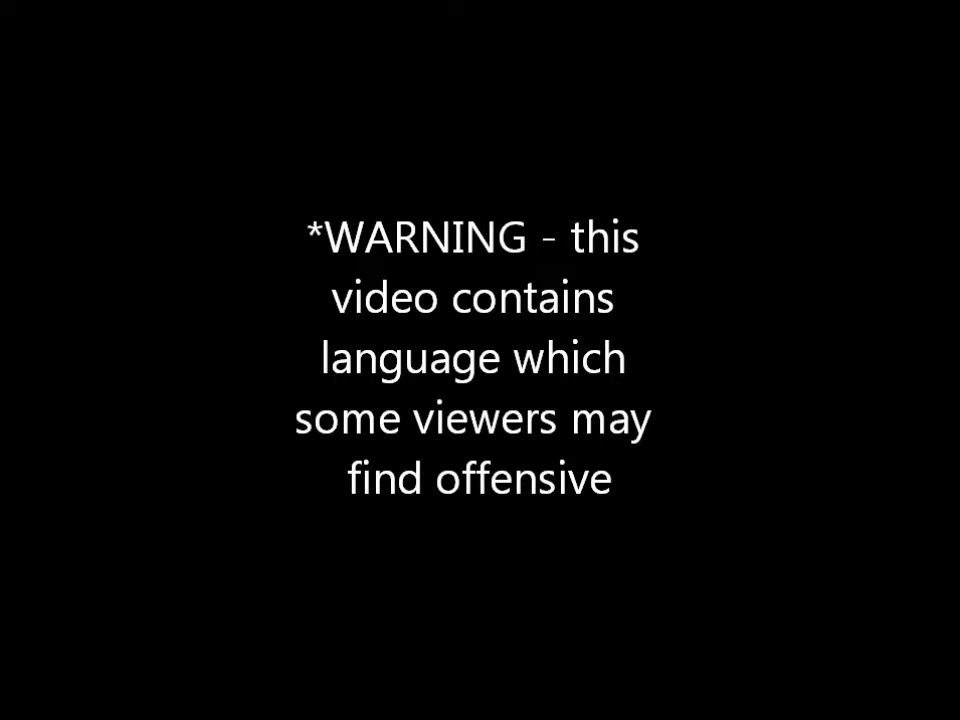 *WARNING - this
video contains
language which
some viewers may
find offensive